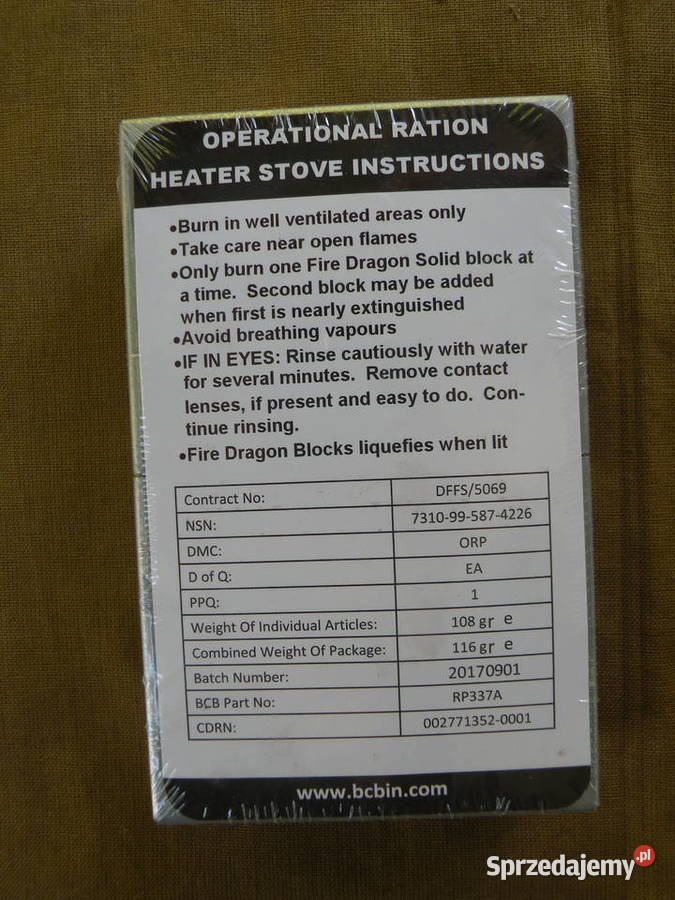 OPERATIONAL RATION
HEATER STOVE INSTRUCTIONS
•Burn in well ventilated areas only
•Take care near open flames
•Only burn one Fire Dragon Solid block at
a time. Second block may be added
when first is nearly extinguished
•Avoid breathing vapours
•IF IN EYES: Rinse cautiously with water
for several minutes. Remove contact
lenses, if present and easy to do. Con-
tinue rinsing.
•Fire Dragon Blocks liquefies when lit
Contract No: DFFS/5069
NSN: 7310-99-587-4226
DMC: ORP
D of Q: EA
PPQ: 1
Weight Of Individual Articles: 108 gr e
Combined Weight Of Package: 116 gr e
Batch Number: 20170901
BCB Part No: RP337A
CDRN: 002771352-0001
www.bcbin.com
Sprzedajemy.pl